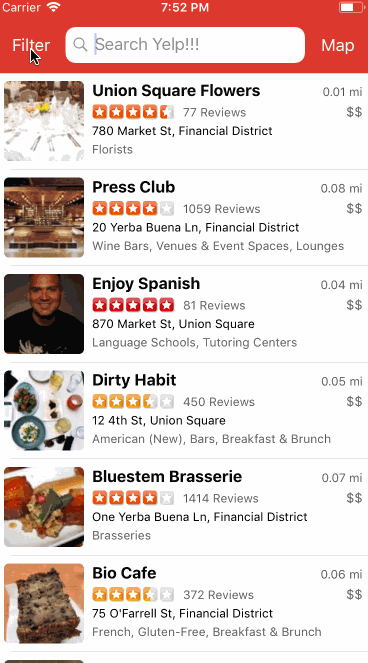 Carrier 7:52 PM
Filter Search Yelp!!! Map
Union Square Flowers 0.01 mi
77 Reviews $$
780 Market St, Financial District
Florists
Press Club 0.08 mi
1059 Reviews $$
20 Yerba Buena Ln, Financial District
Wine Bars, Venues & Event Spaces, Lounges
Enjoy Spanish 0.04 mi
81 Reviews $$
870 Market St, Union Square
Language Schools, Tutoring Centers
Dirty Habit 0.05 mi
450 Reviews $$
12 4th St, Union Square
American (New), Bars, Breakfast & Brunch
Bluestem Brasserie 0.07 mi
1414 Reviews $$
One Yerba Buena Ln, Financial District
Brasseries
Bio Cafe 0.06 mi
372 Reviews $$
75 O'Farrell St, Financial District
French, Gluten-Free, Breakfast & Brunch